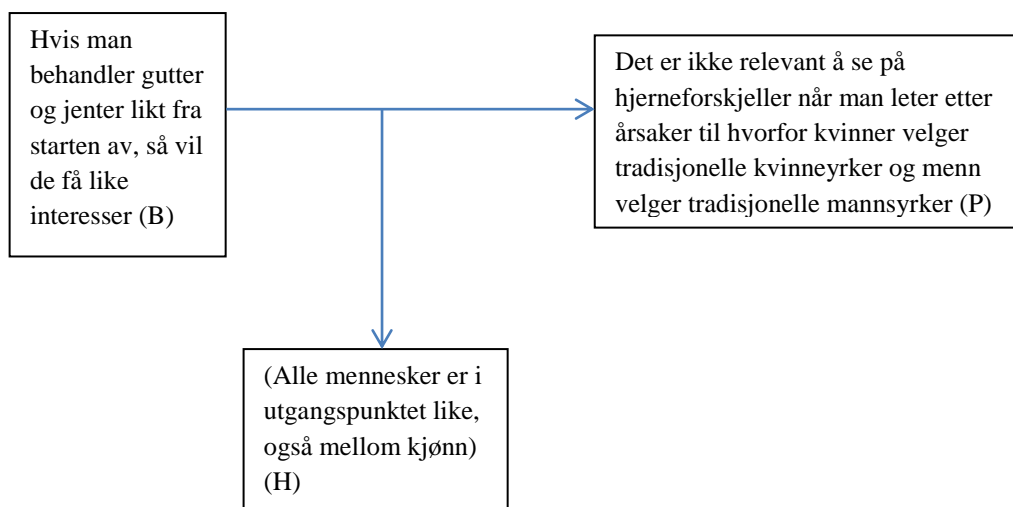 Hvis man
behandler gutter
og jenter likt fra
starten av, så vil
de få like
interesser (B)
Det er ikke relevant å se på
hjerneforskjeller når man leter etter
årsaker til hvorfor kvinner velger
tradisjonelle kvinneyrker og menn
velger tradisjonelle mannsyrker (P)
(Alle mennesker er i
utgangspunktet like,
også mellom kjønn)
(H)